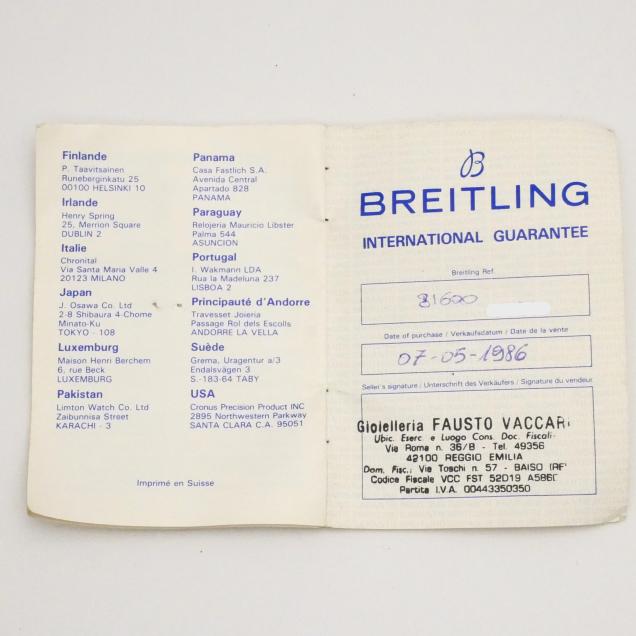 Finlande
P. Taavitsainen
Runeberginkatu 25
00100 HELSINKI 10
Irlande
Henry Spring
25, Merrion Square
DUBLIN 2
Italie
Chronital
Via Santa Maria Valle 4
20123 MILANO
Japan
J. Osawa Co. Ltd
2-8 Shibaura 4-Chome
Minato-Ku
TOKYO - 108
Luxemburg
Maison Henri Berchem
6, rue Beck
LUXEMBURG
Pakistan
Limton Watch Co. Ltd
Zaibunnisa Street
KARACHI - 3
Panama
Casa Fastlich S.A.
Avenida Central
Apartado 828
PANAMA
Paraguay
Relojeria Mauricio Libster
Palma 544
ASUNCION
Portugal
I. Wakmann LDA
Rua la Madeluna 237
LISBOA 2
Principauté d'Andorre
Travesset Joieria
Passage Rol dels Escolls
ANDORRE LA VELLA
Suède
Grema, Uragentur a/3
Endalsvägen 3
S.-183-64 TABY
USA
Cronus Precision Product INC
2895 Northwestern Parkway
SANTA CLARA C.A. 95051
Imprimé en Suisse
B
BREITLING
INTERNATIONAL GUARANTEE
Breitling Ref.
81600
Date of purchase / Verkaufsdatum / Date de la vente
07-05-1986
Seller's signature / Unterschrift des Verkäufers / Signature du vendeur
Gioielleria FAUSTO VACCARI
Ubic. Eserc. e Luogo Cons. Doc. Fiscali
Via Roma n. 36/B - Tel. 49356
42100 REGGIO EMILIA
Dom. Fisc.: Via Toschi n. 57 - BAISO (RE)
Codice Fiscale VCC FST 52D19 A586
Partita I.V.A. 00443350350